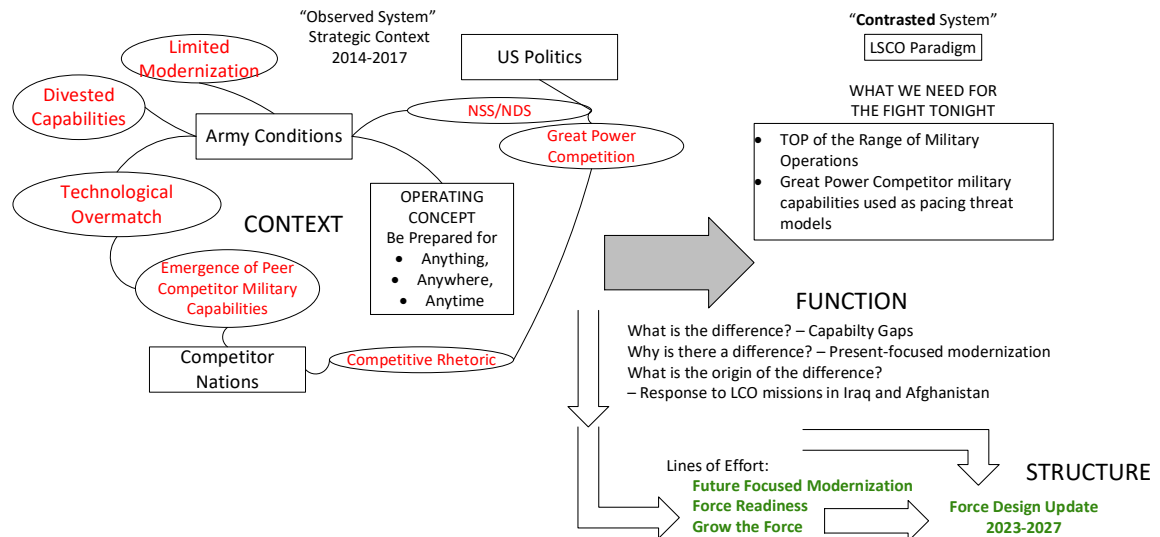 “Observed System”
Strategic Context
2014-2017
Limited
Modernization
Divested
Capabilities
Army Conditions
US Politics
NSS/NDS
Great Power
Competition
Technological
Overmatch
CONTEXT
OPERATING
CONCEPT
Be Prepared for
• Anything,
• Anywhere,
• Anytime
Emergence of Peer
Competitor Military
Capabilities
Competitor
Nations
Competitive Rhetoric
“Contrasted System”
LSCO Paradigm
WHAT WE NEED FOR
THE FIGHT TONIGHT
• TOP of the Range of Military
Operations
• Great Power Competitor military
capabilities used as pacing threat
models
FUNCTION
What is the difference? – Capabilty Gaps
Why is there a difference? – Present-focused modernization
What is the origin of the difference?
– Response to LCO missions in Iraq and Afghanistan
Lines of Effort:
Future Focused Modernization
Force Readiness
Grow the Force
STRUCTURE
Force Design Update
2023-2027